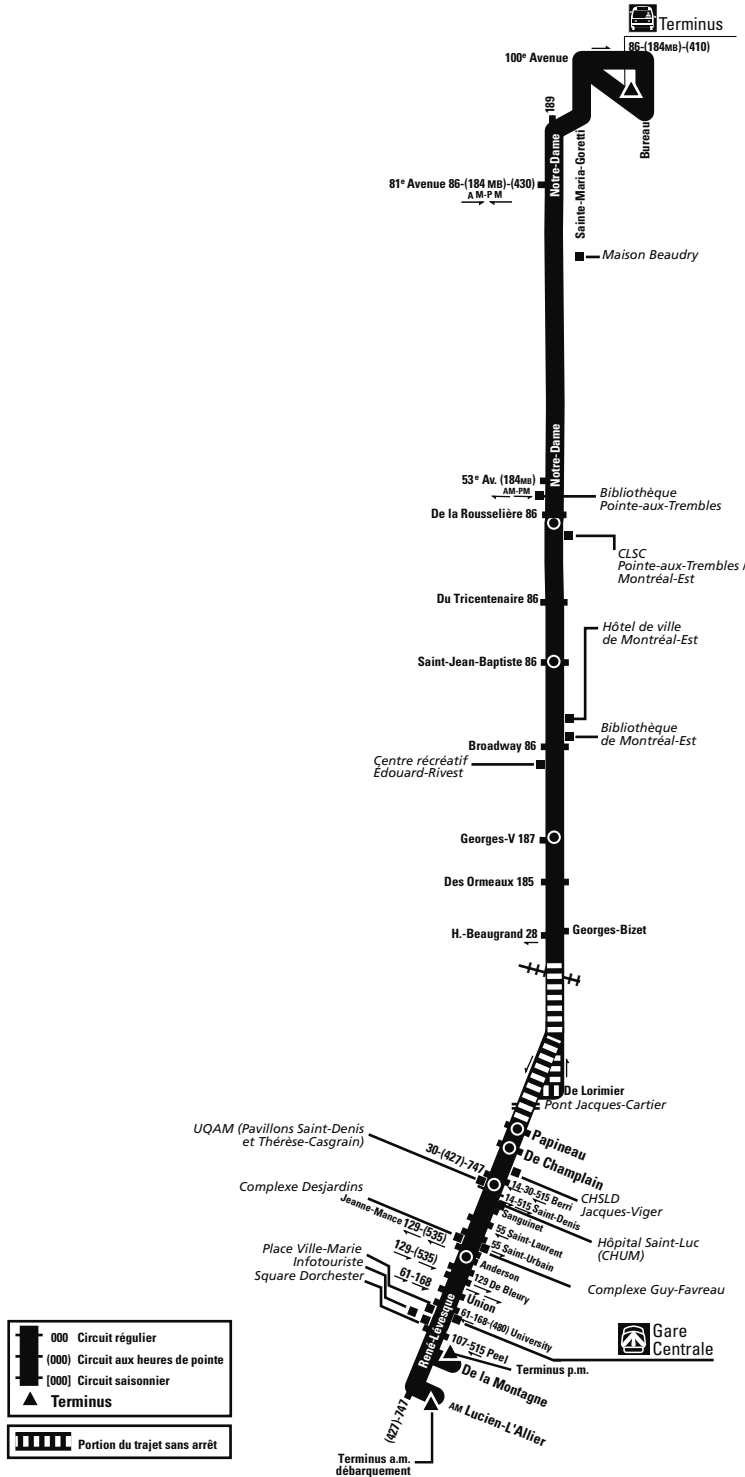 Terminus
86-(184MB)-(410)
100e Avenue
189
Notre-Dame
Sainte-Maria-Goretti
Bureau
81e Avenue 86-(184 MB)-(430)
A M-P M
Maison Beaudry
Notre-Dame
53e Av. (184MB)
AM-PM
Bibliothèque
Pointe-aux-Trembles
De la Rousselière 86
CLSC
Pointe-aux-Trembles
Montréal-Est
Du Tricentenaire 86
Hôtel de ville
de Montréal-Est
Saint-Jean-Baptiste 86
Bibliothèque
de Montréal-Est
Broadway 86
Centre récréatif
Édouard-Rivest
Georges-V 187
Des Ormeaux 185
H.-Beaugrand 28
Georges-Bizet
De Lorimier
Pont Jacques-Cartier
Papineau
De Champlain
UQAM (Pavillons Saint-Denis
et Thérèse-Casgrain)
30-(427)-747
14-30-515 Berri
CHSLD
Jacques-Viger
14-515 Saint-Denis
Sanguinet
Hôpital Saint-Luc
(CHUM)
Complexe Desjardins
Jeanne-Mance 129-(535)
55 Saint-Laurent
55 Saint-Urbain
Complexe Guy-Favreau
129-(535)
Anderson
129 De Bleury
61-168
Union
Place Ville-Marie
Infotouriste
Square Dorchester
61-168-(480) University
Gare
Centrale
René-Lévesque
107-515 Peel
Terminus p.m.
De la Montagne
AM Lucien-L'Allier
(427)-747
Terminus a.m.
débarquement
000 Circuit régulier
(000) Circuit aux heures de pointe
[000] Circuit saisonnier
Terminus
Portion du trajet sans arrêt